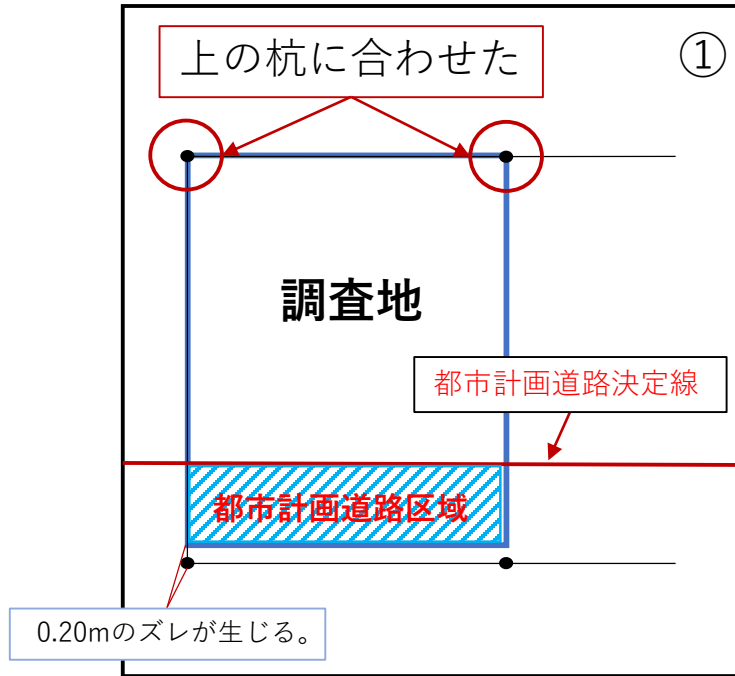 上の杭に合わせた
①
調査地
都市計画道路決定線
都市計画道路区域
0.20mのズレが生じる。